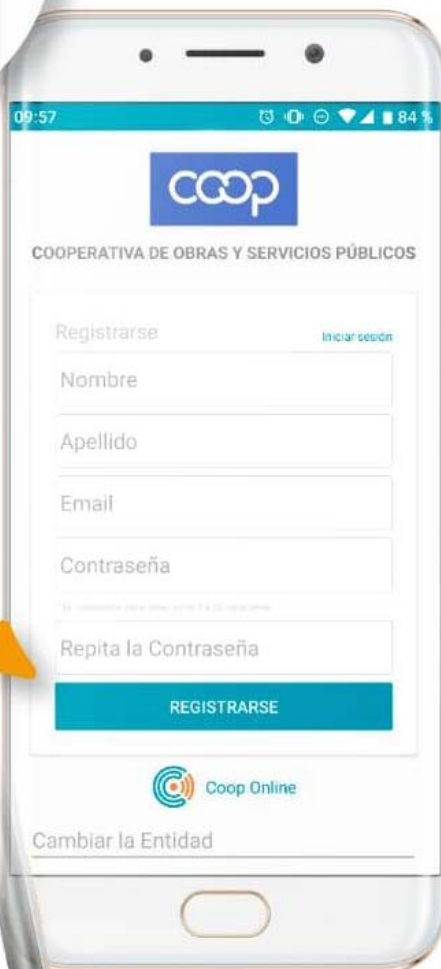 09:57
84 %
coop
COOPERATIVA DE OBRAS Y SERVICIOS PÚBLICOS
Registrarse
Iniciar sesión
Nombre
Apellido
Email
Contraseña
Repita la Contraseña
REGISTRARSE
Coop Online
Cambiar la Entidad